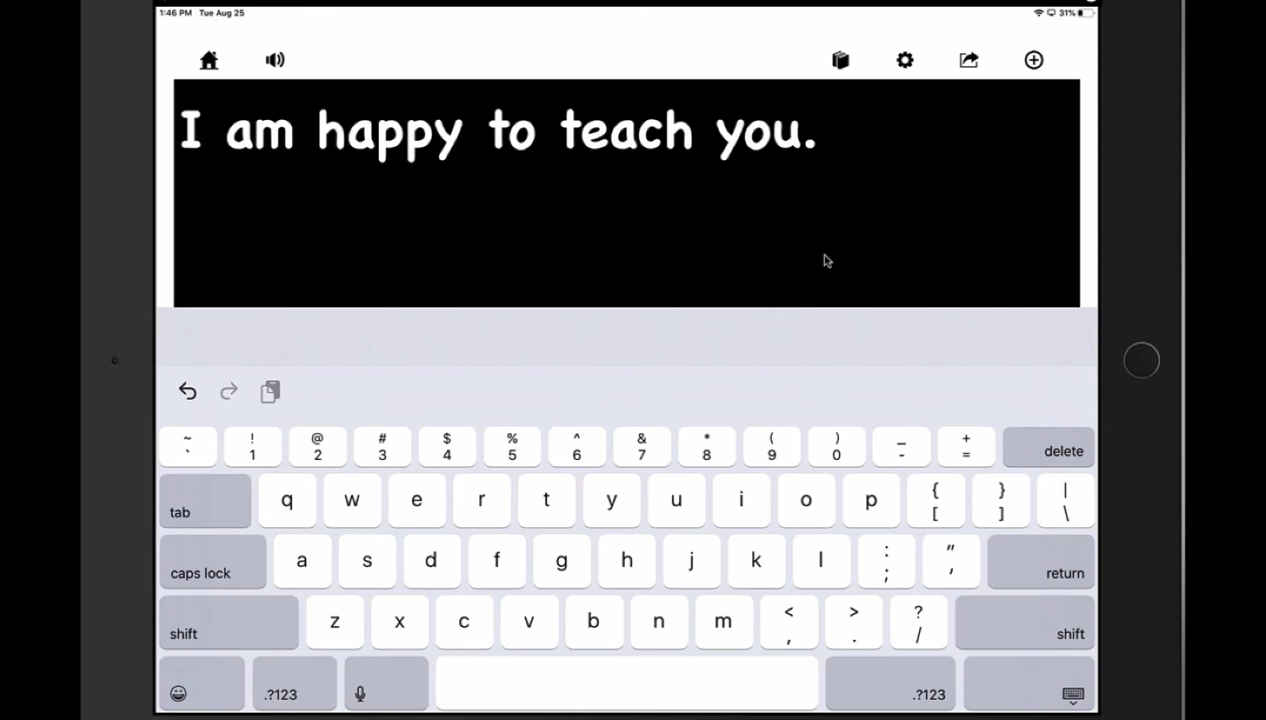 1:46 PM Tue Aug 25 31%
I am happy to teach you.
~ ! @ # $ % ^ & * ( ) _ +
` 1 2 3 4 5 6 7 8 9 0 - = delete
tab q w e r t y u i o p { [ } ] | \
caps lock a s d f g h j k l : ; " ' return
shift z x c v b n m < , > . ? / shift
.?123 .?123